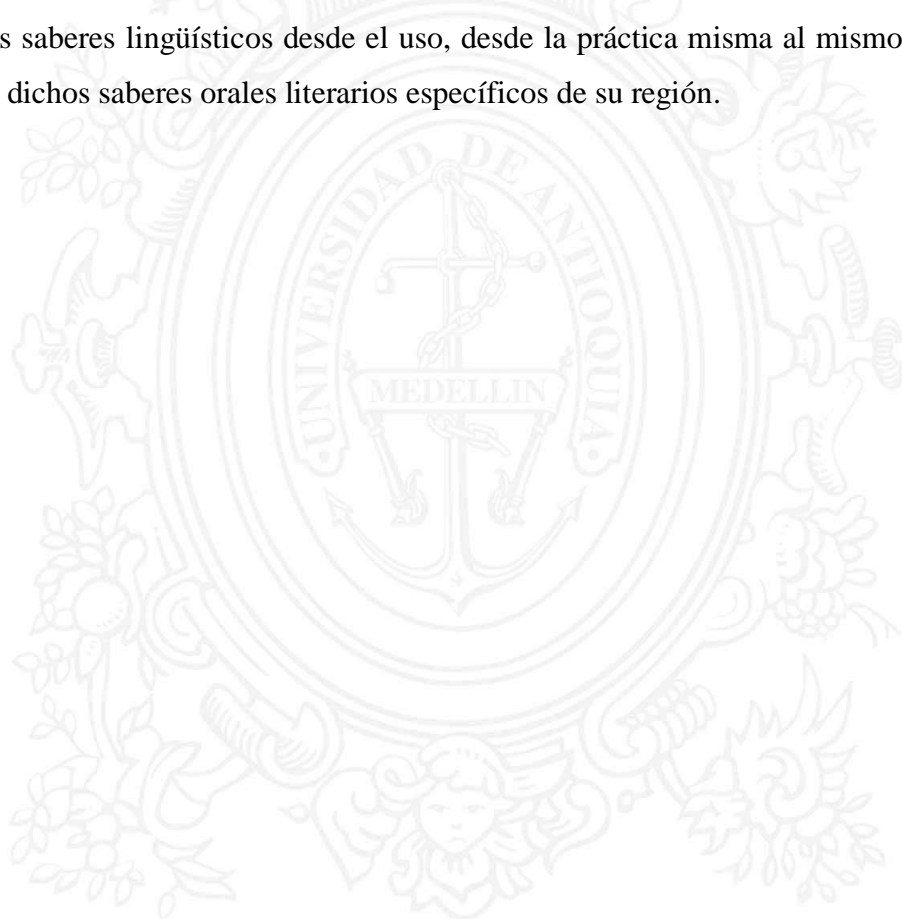 s saberes lingüísticos desde el uso, desde la práctica misma al mismo
dichos saberes orales literarios específicos de su región.
UNIVERSIDAD DE ANTIOQUIA
MEDELLIN